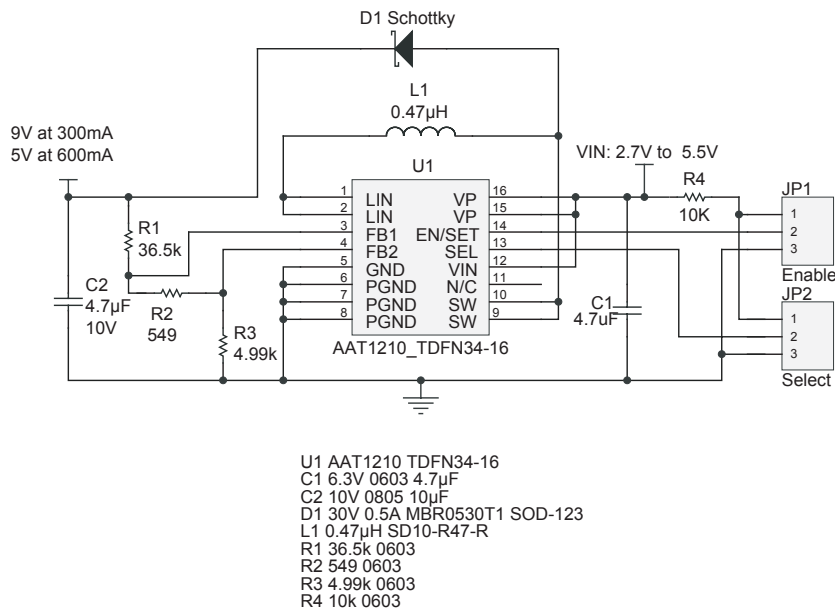 D1 Schottky
L1
0.47µH
9V at 300mA
5V at 600mA
U1
VIN: 2.7V to 5.5V
R4
10K
JP1
1
2
3
Enable
JP2
1
2
3
Select
R1
36.5k
R2
549
R3
4.99k
C2
4.7µF
10V
C1
4.7uF
1 LIN VP 16
2 LIN VP 15
3 FB1 EN/SET 14
4 FB2 SEL 13
5 GND VIN 12
6 PGND N/C 11
7 PGND SW 10
8 PGND SW 9
AAT1210_TDFN34-16
U1 AAT1210 TDFN34-16
C1 6.3V 0603 4.7µF
C2 10V 0805 10µF
D1 30V 0.5A MBR0530T1 SOD-123
L1 0.47µH SD10-R47-R
R1 36.5k 0603
R2 549 0603
R3 4.99k 0603
R4 10k 0603